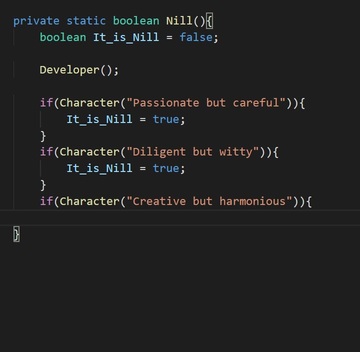 private static boolean Nill(){
boolean It_is_Nill = false;
Developer();
if(Character("Passionate but careful")){
It_is_Nill = true;
}
if(Character("Diligent but witty")){
It_is_Nill = true;
}
if(Character("Creative but harmonious")){
}